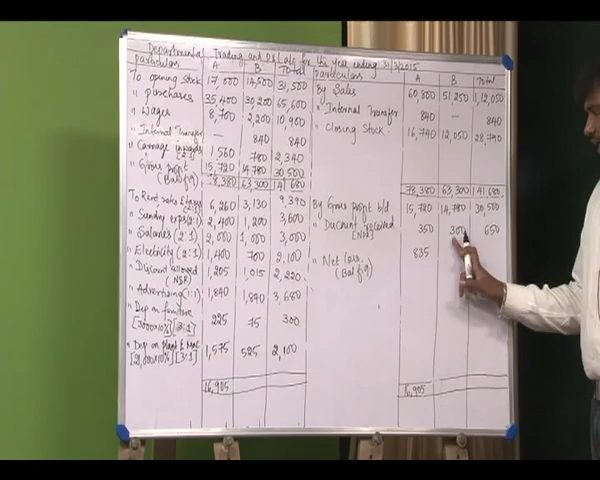 Departmental Trading and P&L a/c for the year ending 31/3/2015
particulars A B Total particulars A B Total
To opening stock 17,000 14,500 31,500 By Sales 60,800 51,250 1,12,050
" purchases 35,400 30,200 65,600 " Internal Transfer 840 — 840
" Wages 8,700 2,200 10,900 " Closing Stock 16,740 12,050 28,790
" Internal Transfer — 840 840
" Carriage inwards [2:1] 1,560 780 2,340
" Gross profit (Bal fig) 15,720 14,780 30,500
78,380 63,300 141,680 78,380 63,300 141,680
To Rent rates & taxes 6,260 3,130 9,390 By Gross profit b/d 15,720 14,780 30,500
" Sundry exps (2:1) 2,400 1,200 3,600 " Discount received [NDR] 350 300 650
" Salaries (2:1) 2,000 1,000 3,000
" Electricity (2:1) 1,400 700 2,100 " Net loss (Bal fig) 835
" Discount allowed (NSR) 1,205 1,015 2,220
" Advertising (1:1) 1,840 1,840 3,680
" Dep on furniture [3000x10%] [3:1] 225 75 300
" Dep on Plant & Mac [21,000x10%] [3:1] 1,575 525 2,100
16,905 16,905